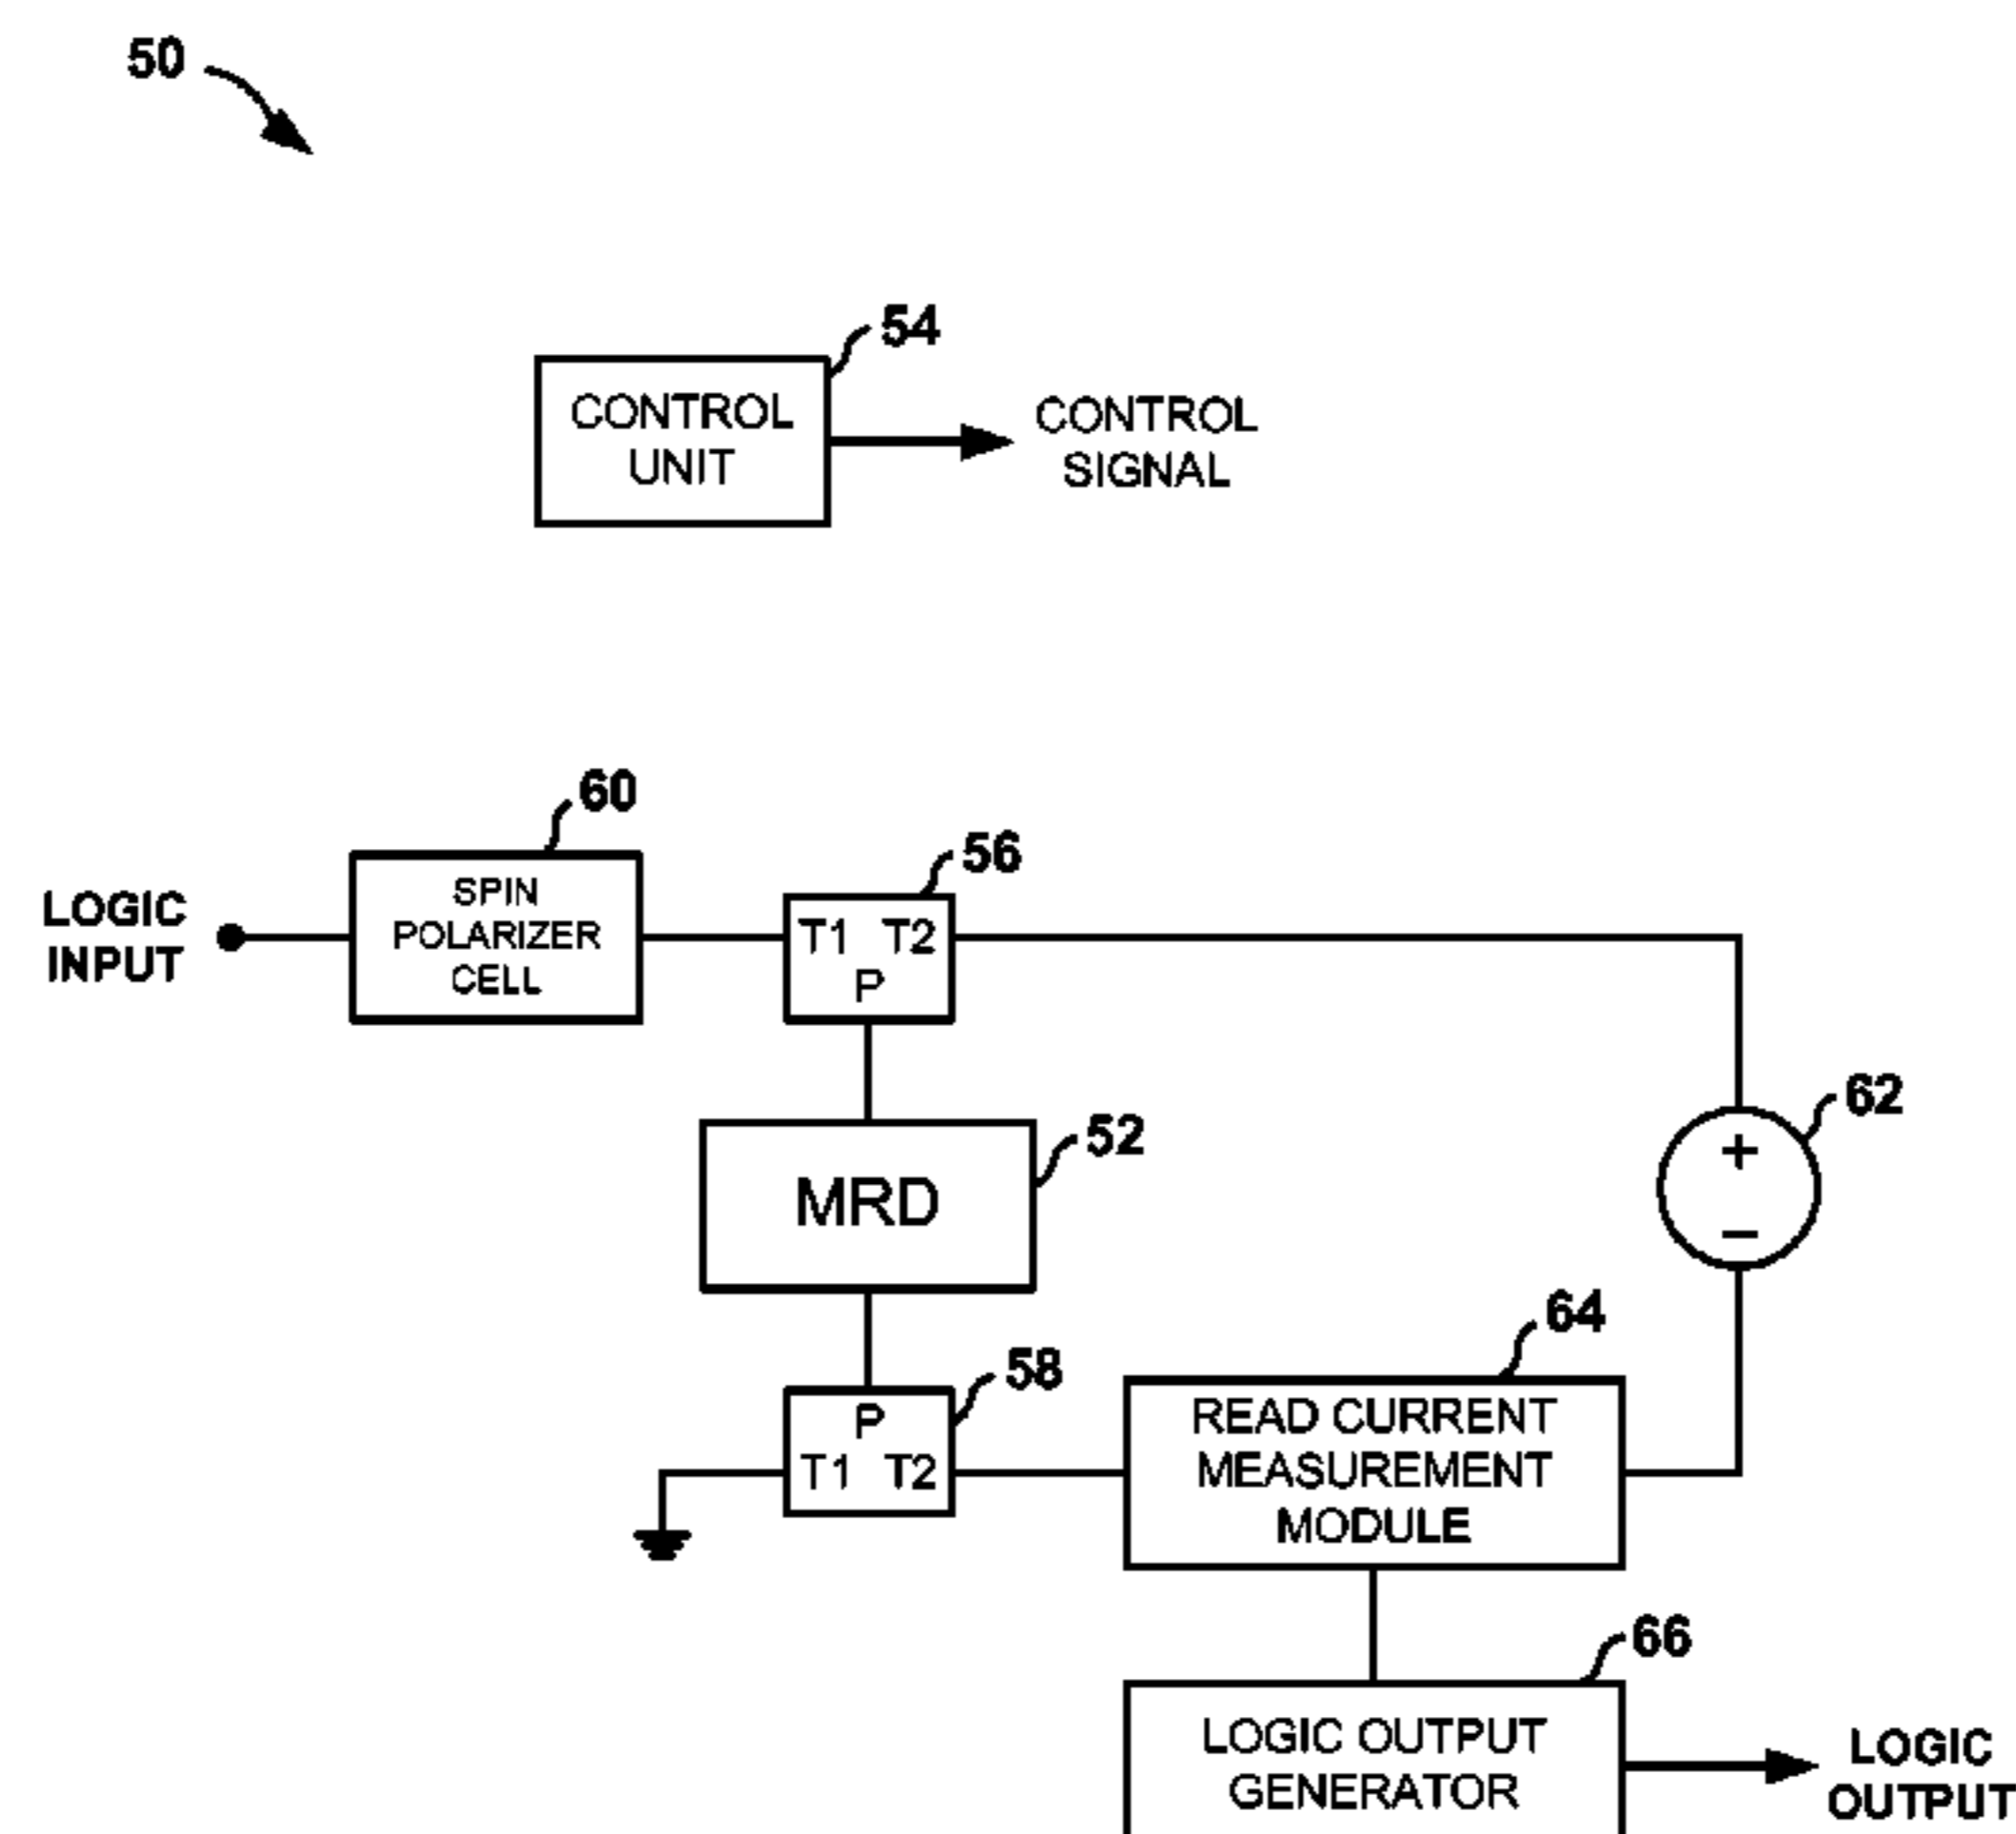 50
54
CONTROL
UNIT
CONTROL
SIGNAL
60
56
LOGIC
INPUT
SPIN
POLARIZER
CELL
T1 T2
P
62
+
−
52
MRD
64
58
P
T1 T2
READ CURRENT
MEASUREMENT
MODULE
66
LOGIC OUTPUT
GENERATOR
LOGIC
OUTPUT